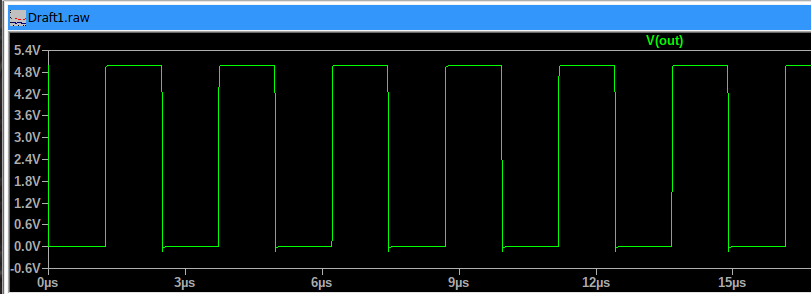 Draft1.raw
V(out)
5.4V
4.8V
4.2V
3.6V
3.0V
2.4V
1.8V
1.2V
0.6V
0.0V
-0.6V
0µs 3µs 6µs 9µs 12µs 15µs